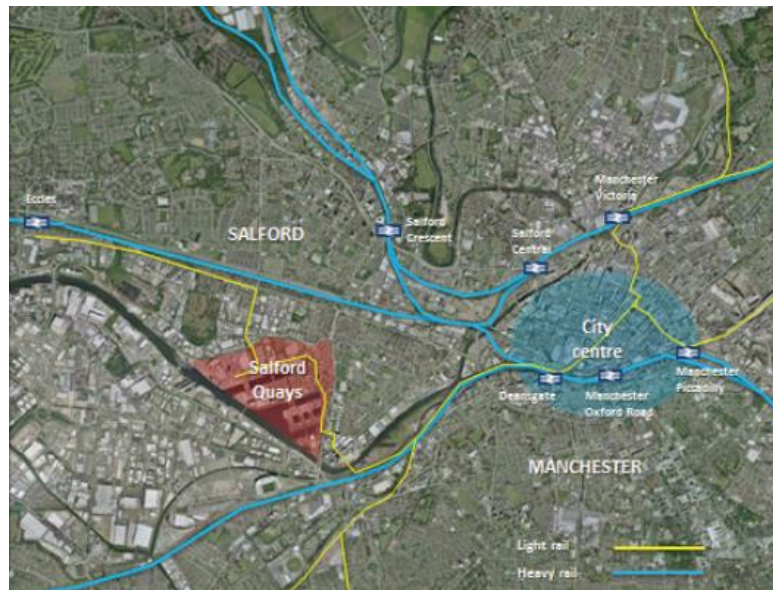 Eccles
SALFORD
Salford
Crescent
Salford
Central
Manchester
Victoria
City
centre
Salford
Quays
Deansgate
Manchester
Oxford Road
Manchester
Piccadilly
MANCHESTER
Light rail
Heavy rail